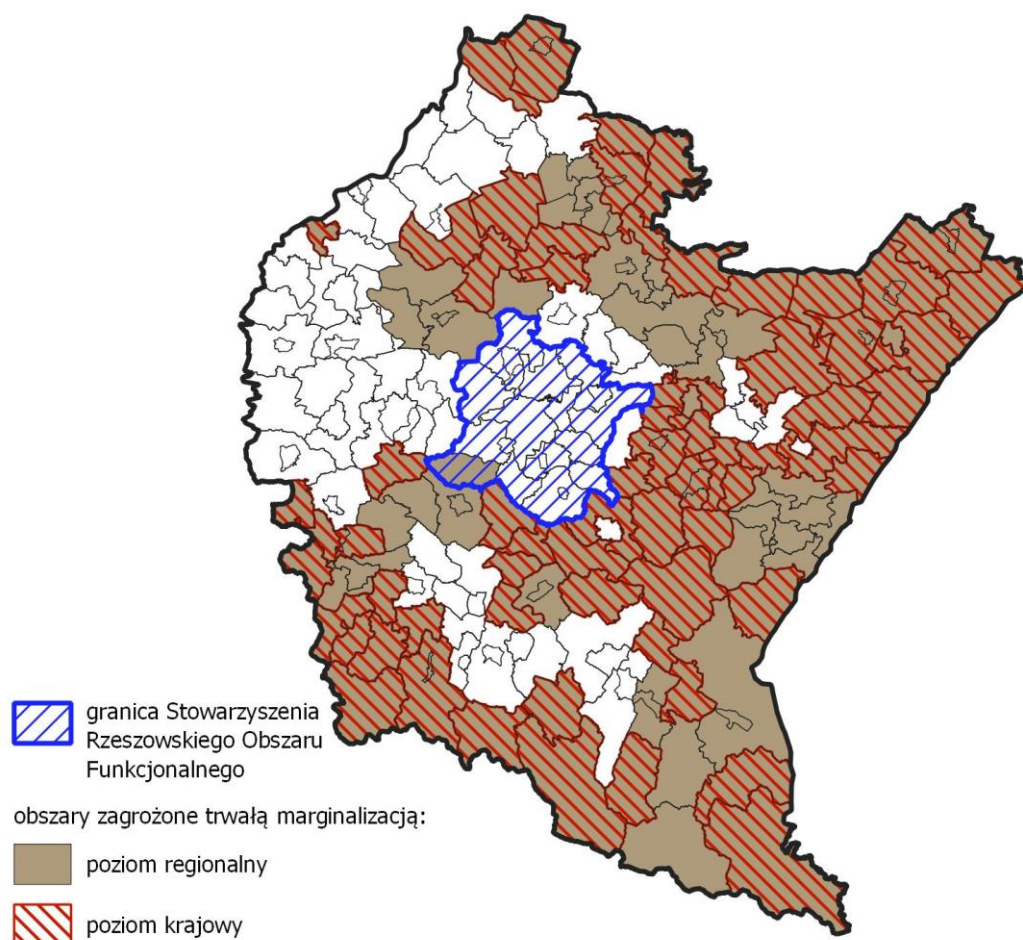 granica Stowarzyszenia
Rzeszowskiego Obszaru
Funkcjonalnego
obszary zagrożone trwałą marginalizacją:
poziom regionalny
poziom krajowy